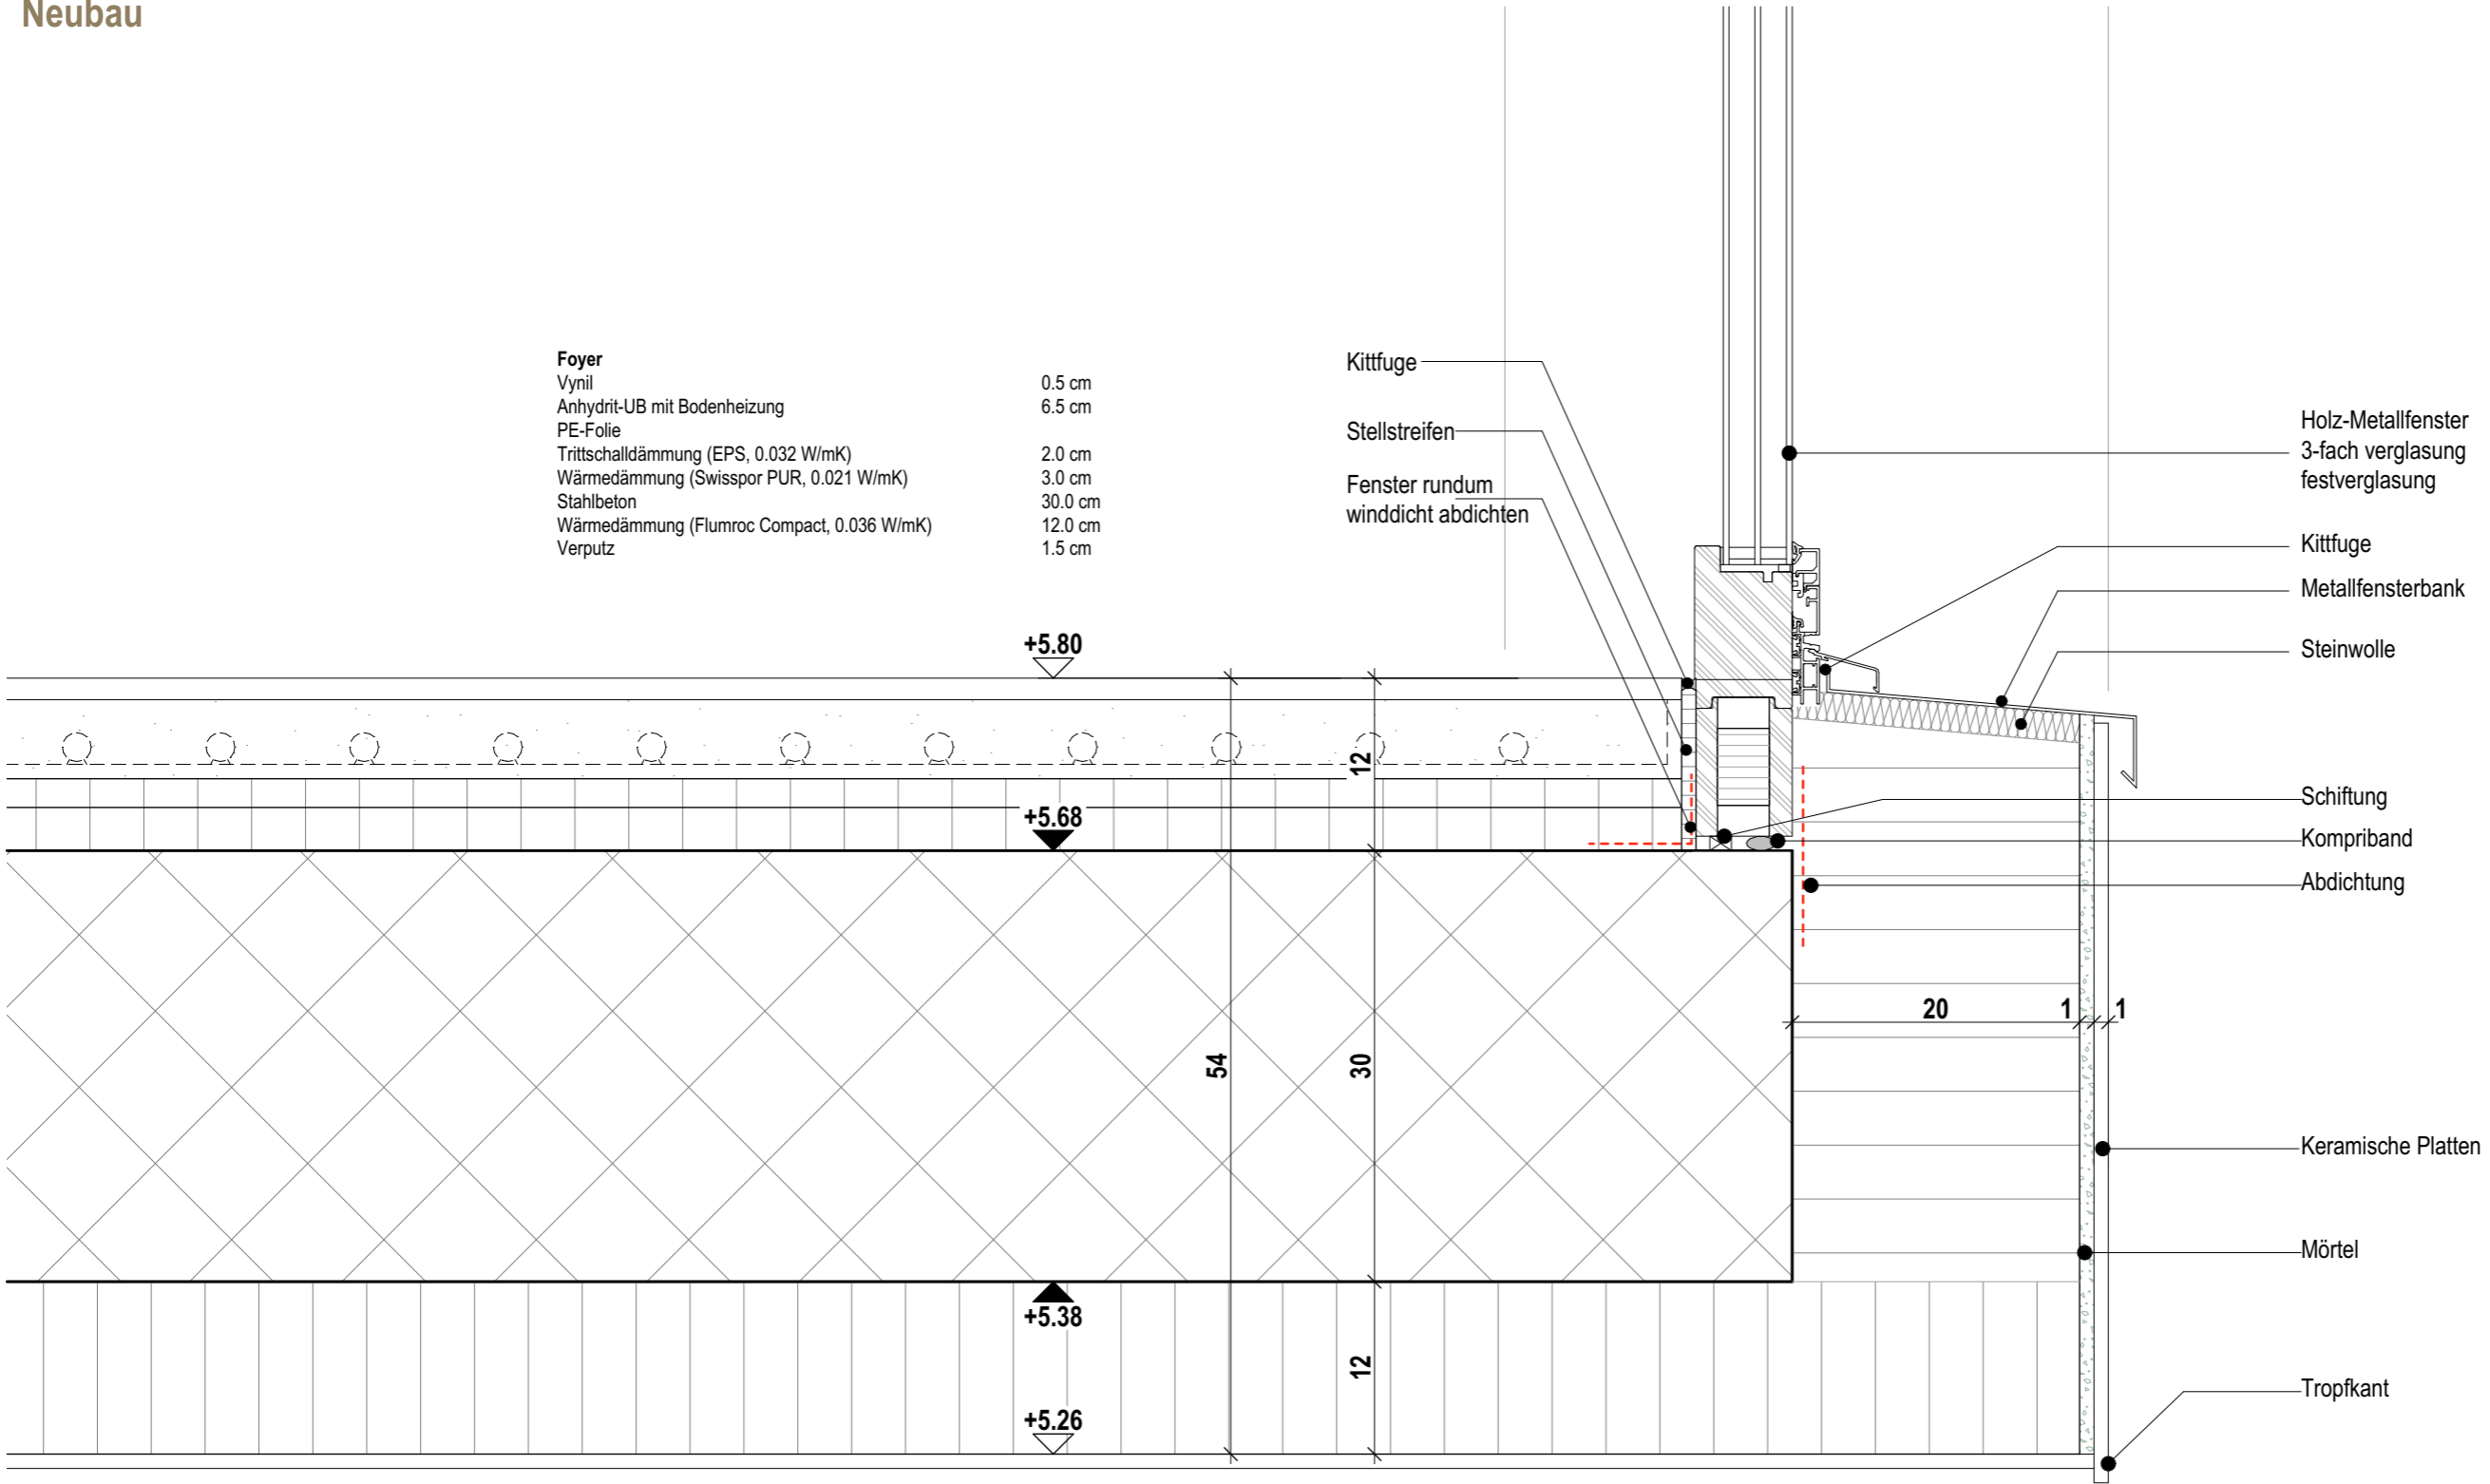 Neubau
Foyer
Vynil 0.5 cm
Anhydrit-UB mit Bodenheizung 6.5 cm
PE-Folie
Trittschalldämmung (EPS, 0.032 W/mK) 2.0 cm
Wärmedämmung (Swisspor PUR, 0.021 W/mK) 3.0 cm
Stahlbeton 30.0 cm
Wärmedämmung (Flumroc Compact, 0.036 W/mK) 12.0 cm
Verputz 1.5 cm
Kittfuge
Stellstreifen
Fenster rundum
winddicht abdichten
Holz-Metallfenster
3-fach verglasung
festverglasung
Kittfuge
Metallfensterbank
Steinwolle
Schiftung
Kompriband
Abdichtung
Keramische Platten
Mörtel
Tropfkant
+5.80
+5.68
+5.38
+5.26
54
12
30
12
20 1 1